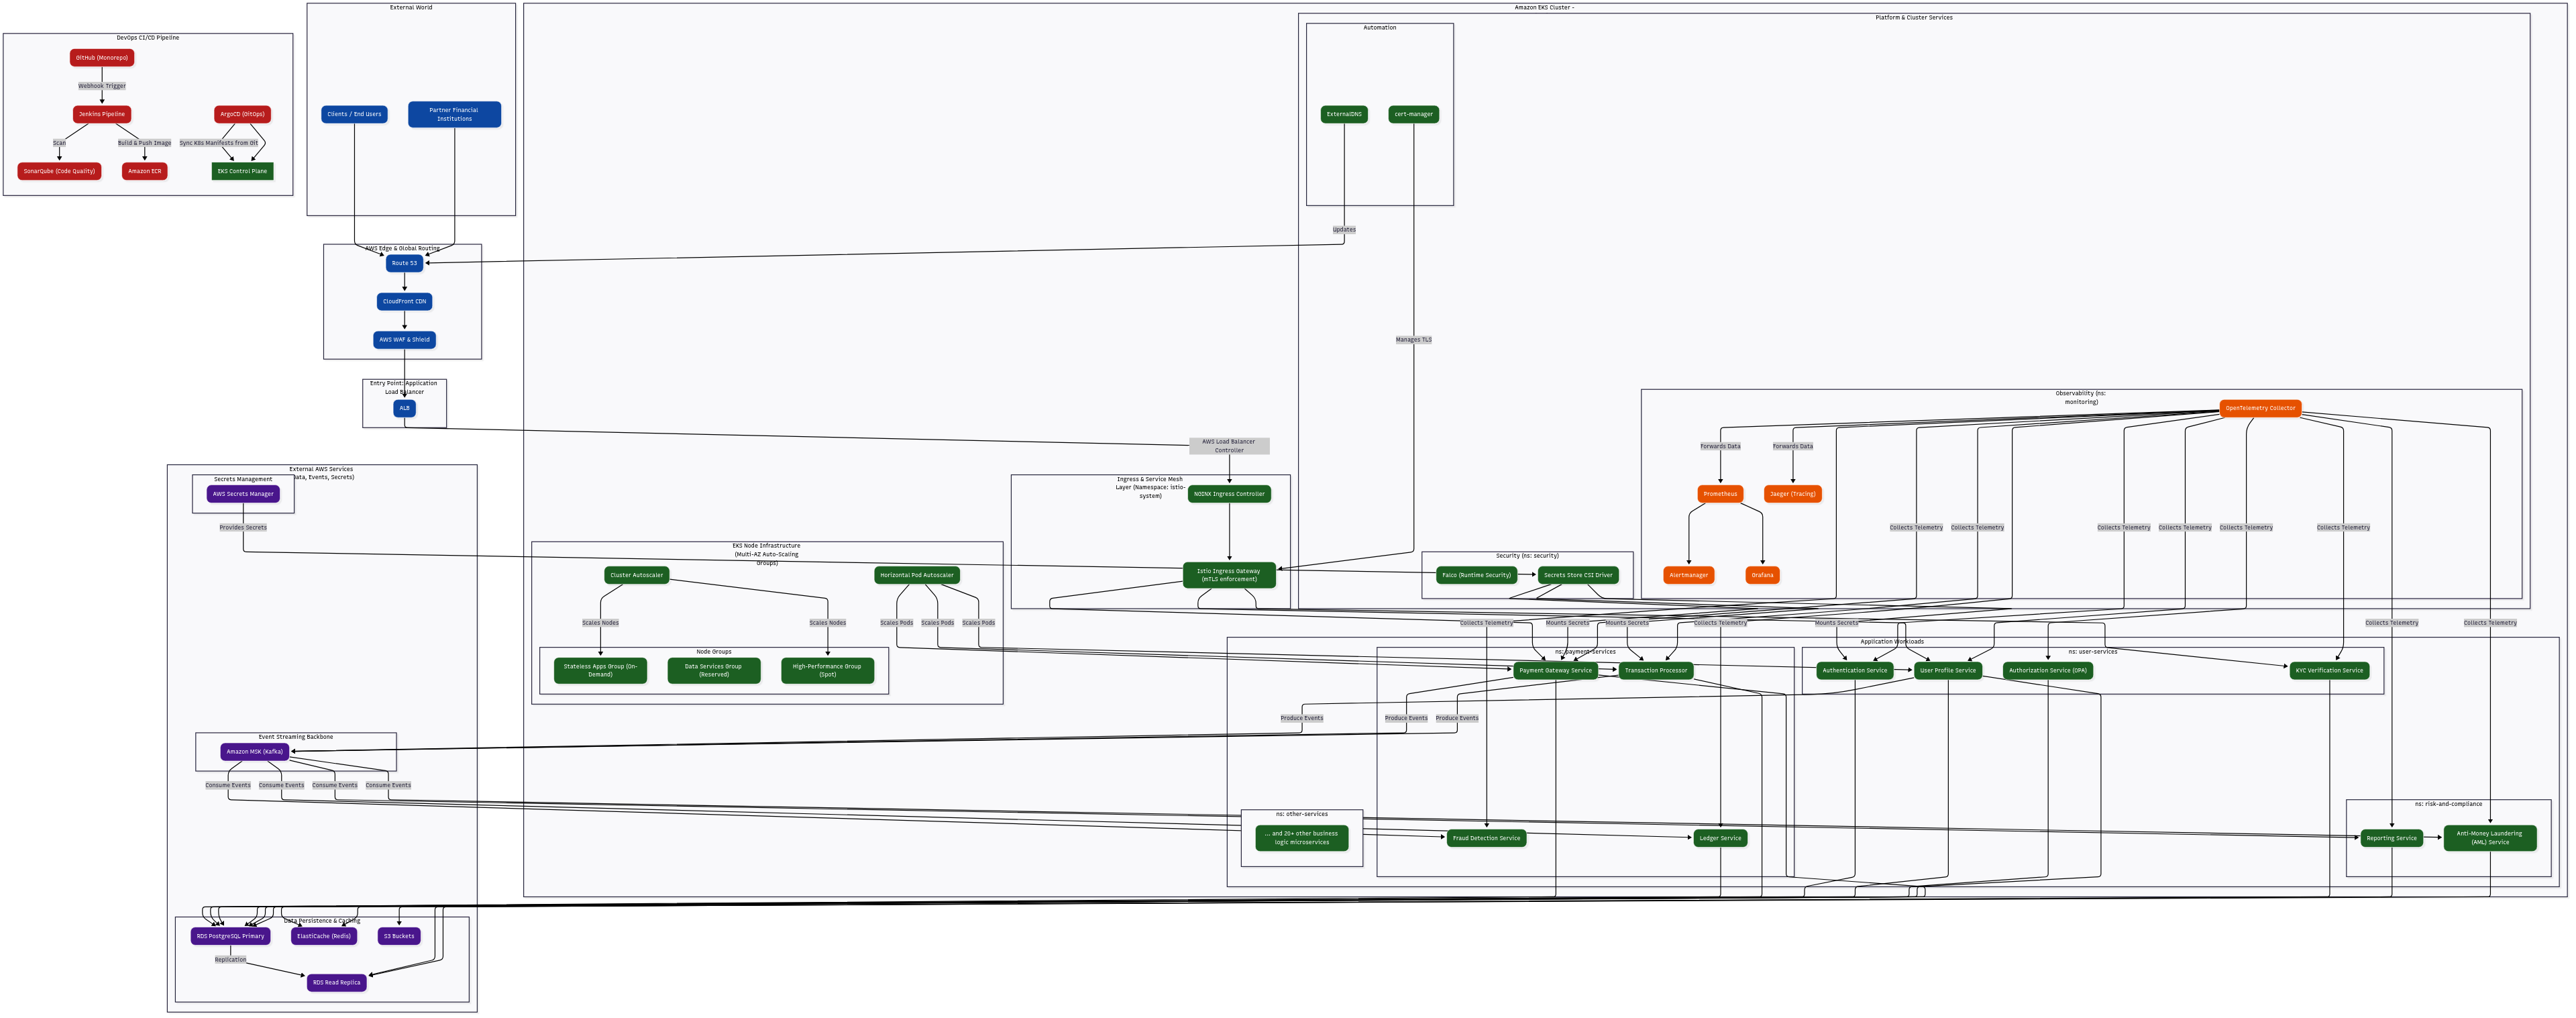 DevOps CI/CD Pipeline
GitHub (Monorepo)
Webhook Trigger
Jenkins Pipeline
ArgoCD (GitOps)
Scan
Build & Push Image
Sync K8s Manifests from Git
SonarQube (Code Quality)
Amazon ECR
EKS Control Plane
External World
Clients / End Users
Partner Financial
Institutions
AWS Edge & Global Routing
Route 53
CloudFront CDN
AWS WAF & Shield
Entry Point: Application
Load Balancer
ALB
Amazon EKS Cluster -
Platform & Cluster Services
Automation
ExternalDNS
cert-manager
Updates
Manages TLS
AWS Load Balancer
Controller
Observability (ns:
monitoring)
OpenTelemetry Collector
Forwards Data
Forwards Data
Prometheus
Jaeger (Tracing)
Collects Telemetry
Collects Telemetry
Collects Telemetry
Collects Telemetry
Collects Telemetry
Collects Telemetry
Alertmanager
Grafana
Security (ns: security)
Falco (Runtime Security)
Secrets Store CSI Driver
Ingress & Service Mesh
Layer (Namespace: istio-
system)
NGINX Ingress Controller
Istio Ingress Gateway
(mTLS enforcement)
External AWS Services
Data, Events, Secrets)
Secrets Management
AWS Secrets Manager
Provides Secrets
EKS Node Infrastructure
(Multi-AZ Auto-Scaling
Groups)
Cluster Autoscaler
Horizontal Pod Autoscaler
Scales Nodes
Scales Nodes
Scales Pods
Scales Pods
Scales Pods
Collects Telemetry
Mounts Secrets
Mounts Secrets
Collects Telemetry
Mounts Secrets
Collects Telemetry
Collects Telemetry
Node Groups
Stateless Apps Group (On-
Demand)
Data Services Group
(Reserved)
High-Performance Group
(Spot)
Application Workloads
ns: payment-services
Payment Gateway Service
Transaction Processor
ns: user-services
Authentication Service
User Profile Service
Authorization Service (OPA)
KYC Verification Service
Produce Events
Produce Events
Produce Events
Event Streaming Backbone
Amazon MSK (Kafka)
Consume Events
Consume Events
Consume Events
Consume Events
ns: other-services
... and 20+ other business
logic microservices
Fraud Detection Service
Ledger Service
ns: risk-and-compliance
Reporting Service
Anti-Money Laundering
(AML) Service
Data Persistence & Caching
RDS PostgreSQL Primary
ElastiCache (Redis)
S3 Buckets
Replication
RDS Read Replica